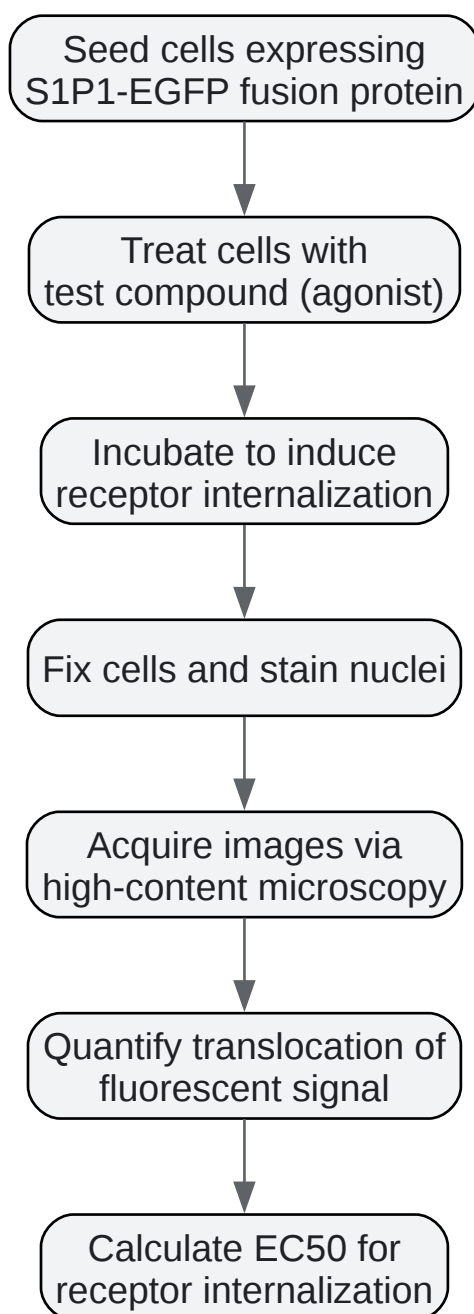 Seed cells expressing
S1P1-EGFP fusion protein
Treat cells with
test compound (agonist)
Incubate to induce
receptor internalization
Fix cells and stain nuclei
Acquire images via
high-content microscopy
Quantify translocation of
fluorescent signal
Calculate EC50 for
receptor internalization